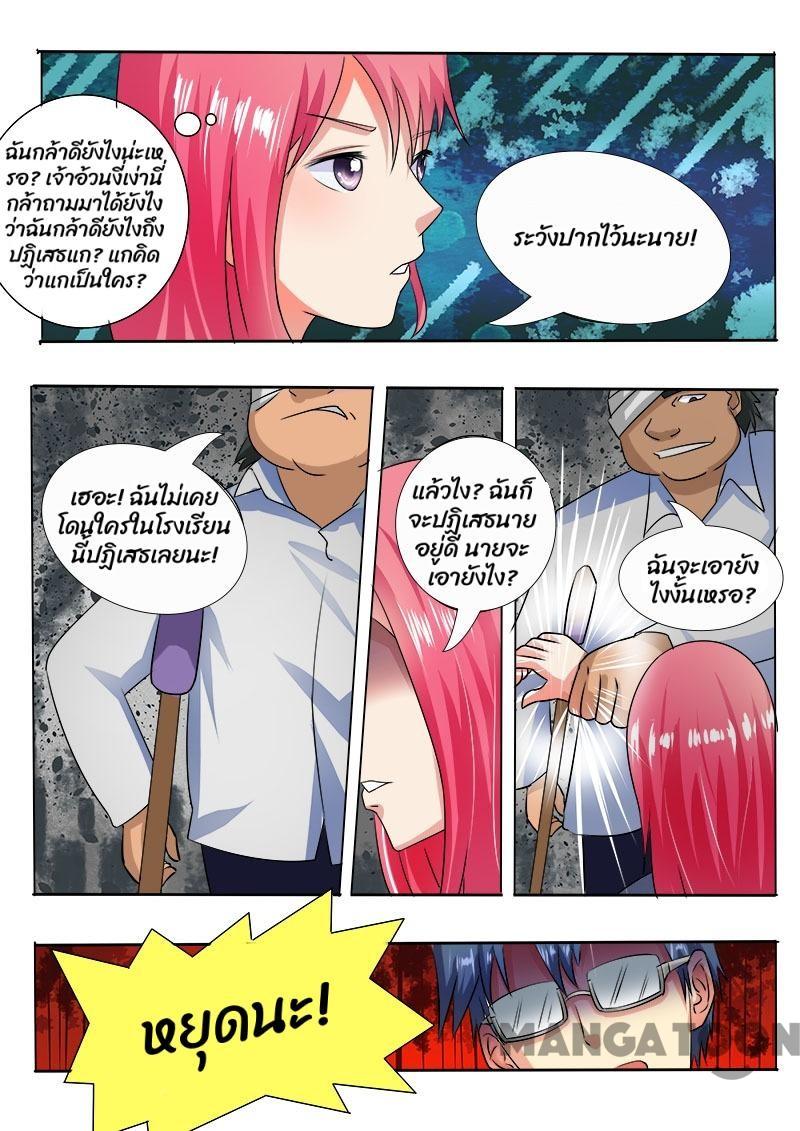 ฉันกล้าดียังไงน่ะเห
รอ? เจ้าอ้วนงี่เง่านี่
กล้าถามมาได้ยังไง
ว่าฉันกล้าดียังไงถึง
ปฏิเสธแก? แกคิด
ว่าแกเป็นใคร?
ระวังปากไว้นะนาย!
เฮอะ! ฉันไม่เคย
โดนใครในโรงเรียน
นี้ปฏิเสธเลยนะ!
แล้วไง? ฉันก็
จะปฏิเสธนาย
อยู่ดี นายจะ
เอายังไง?
ฉันจะเอายัง
ไงงั้นเหรอ?
หยุดนะ!
MANGATOON